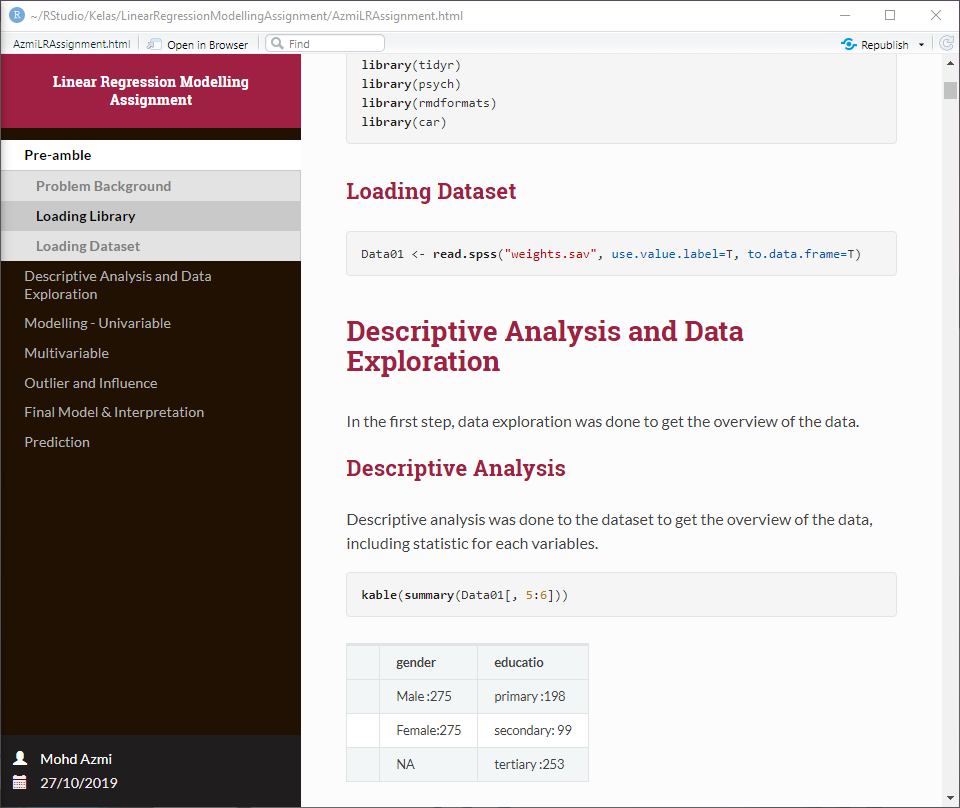 ~/RStudio/Kelas/LinearRegressionModellingAssignment/AzmiLRAssignment.html
AzmiLRAssignment.html
Open in Browser
Find
Republish
Linear Regression Modelling
Assignment
Pre-amble
Problem Background
Loading Library
Loading Dataset
Descriptive Analysis and Data
Exploration
Modelling - Univariable
Multivariable
Outlier and Influence
Final Model & Interpretation
Prediction
Mohd Azmi
27/10/2019
library(tidyr)
library(psych)
library(rmdformats)
library(car)
Loading Dataset
Data01 <- read.spss("weights.sav", use.value.label=T, to.data.frame=T)
Descriptive Analysis and Data
Exploration
In the first step, data exploration was done to get the overview of the data.
Descriptive Analysis
Descriptive analysis was done to the dataset to get the overview of the data,
including statistic for each variables.
kable(summary(Data01[, 5:6]))
gender educatio
Male :275 primary :198
Female:275 secondary: 99
NA tertiary :253